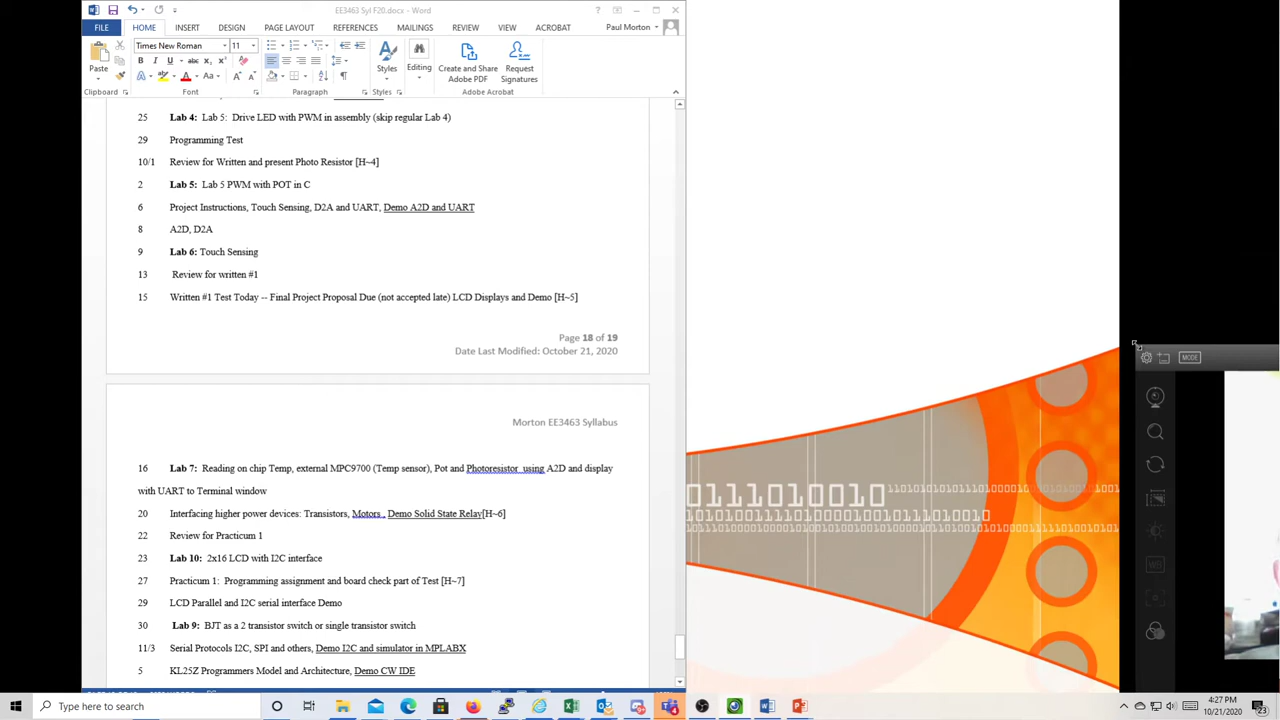 EE3463 Syl F20.docx - Word
FILE HOME INSERT DESIGN PAGE LAYOUT REFERENCES MAILINGS REVIEW VIEW ACROBAT Paul Morton
Times New Roman 11
Paste Styles Editing Create and Share Adobe PDF Request Signatures
Clipboard Font Paragraph Styles Adobe Acrobat
25 Lab 4: Lab 5: Drive LED with PWM in assembly (skip regular Lab 4)
29 Programming Test
10/1 Review for Written and present Photo Resistor [H~4]
2 Lab 5: Lab 5 PWM with POT in C
6 Project Instructions, Touch Sensing, D2A and UART, Demo A2D and UART
8 A2D, D2A
9 Lab 6: Touch Sensing
13 Review for written #1
15 Written #1 Test Today -- Final Project Proposal Due (not accepted late) LCD Displays and Demo [H~5]
Page 18 of 19
Date Last Modified: October 21, 2020
Morton EE3463 Syllabus
16 Lab 7: Reading on chip Temp, external MPC9700 (Temp sensor), Pot and Photoresistor using A2D and display
with UART to Terminal window
20 Interfacing higher power devices: Transistors, Motors , Demo Solid State Relay[H~6]
22 Review for Practicum 1
23 Lab 10: 2x16 LCD with I2C interface
27 Practicum 1: Programming assignment and board check part of Test [H~7]
29 LCD Parallel and I2C serial interface Demo
30 Lab 9: BJT as a 2 transistor switch or single transistor switch
11/3 Serial Protocols I2C, SPI and others, Demo I2C and simulator in MPLABX
5 KL25Z Programmers Model and Architecture, Demo CW IDE
MODE
WB
Type here to search
4:27 PM
10/21/2020